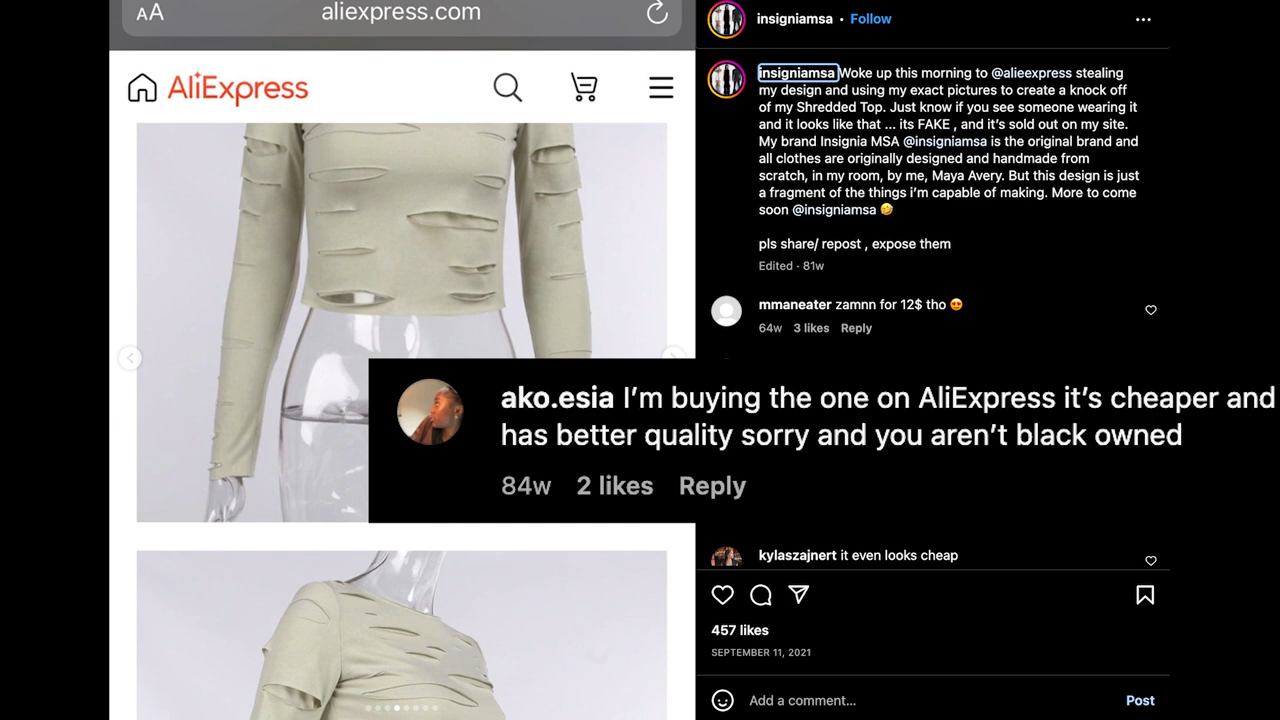 AA
aliexpress.com
AliExpress
insigniamsa • Follow
insigniamsa Woke up this morning to @alieexpress stealing
my design and using my exact pictures to create a knock off
of my Shredded Top. Just know if you see someone wearing it
and it looks like that ... its FAKE , and it’s sold out on my site.
My brand Insignia MSA @insigniamsa is the original brand and
all clothes are originally designed and handmade from
scratch, in my room, by me, Maya Avery. But this design is just
a fragment of the things i’m capable of making. More to come
soon @insigniamsa 🤣
pls share/ repost , expose them
Edited · 81w
mmaneater zamnn for 12$ tho 😍
64w 3 likes Reply
ako.esia I’m buying the one on AliExpress it’s cheaper and
has better quality sorry and you aren’t black owned
84w 2 likes Reply
kylaszajnert it even looks cheap
457 likes
SEPTEMBER 11, 2021
Add a comment...
Post